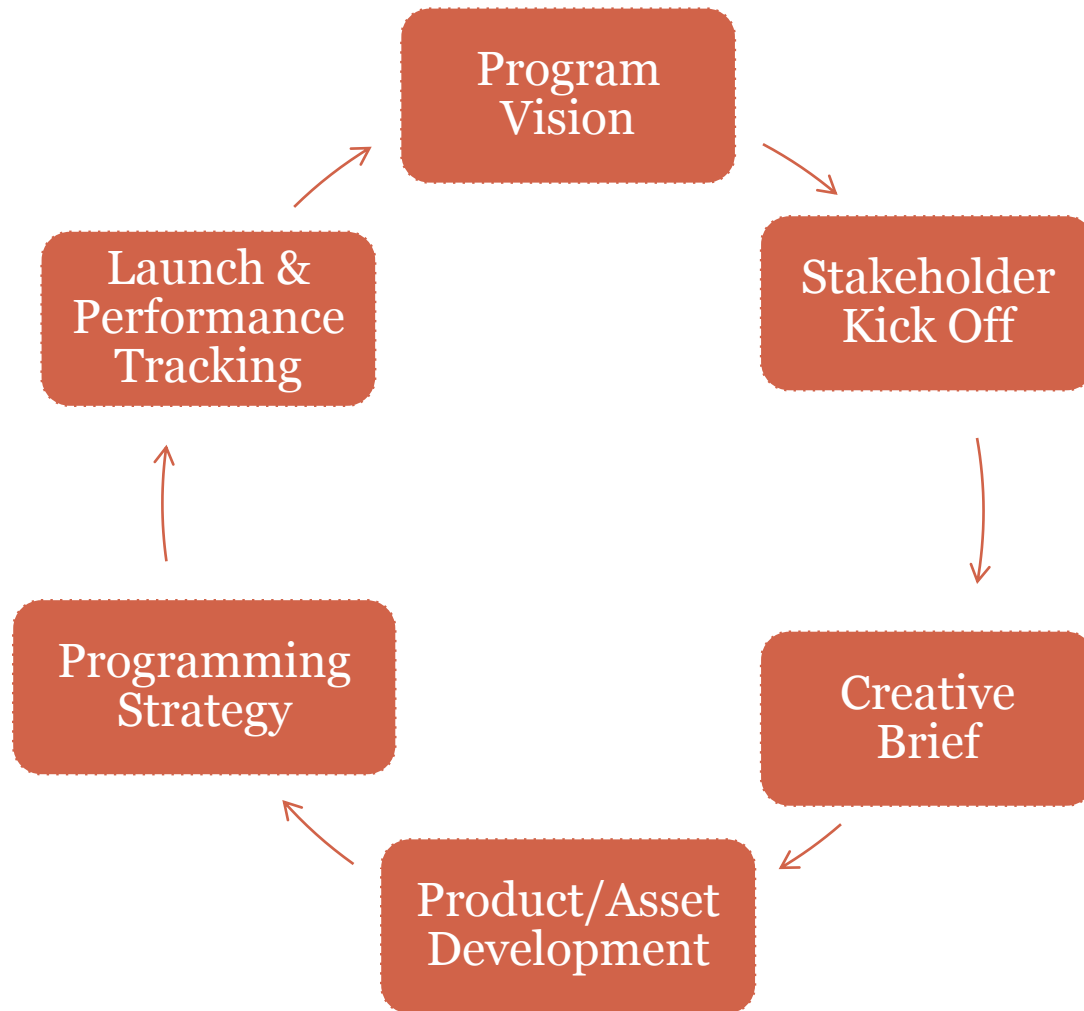 Program
Vision
Stakeholder
Kick Off
Creative
Brief
Product/Asset
Development
Programming
Strategy
Launch &
Performance
Tracking